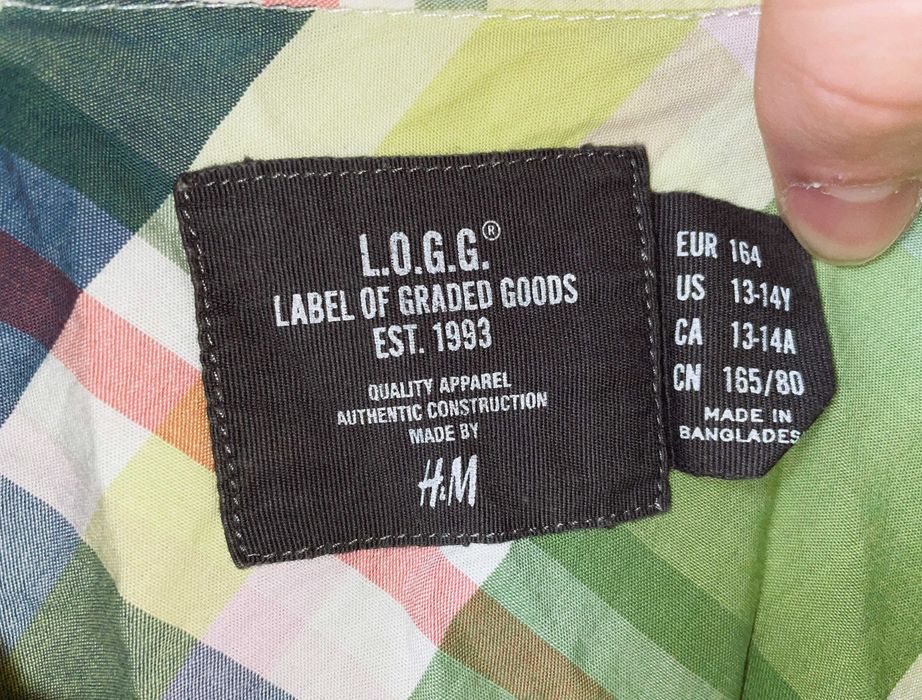 L.O.G.G.®
LABEL OF GRADED GOODS
EST. 1993
QUALITY APPAREL
AUTHENTIC CONSTRUCTION
MADE BY
H&M
EUR 164
US 13-14Y
CA 13-14A
CN 165/80
MADE IN
BANGLADES